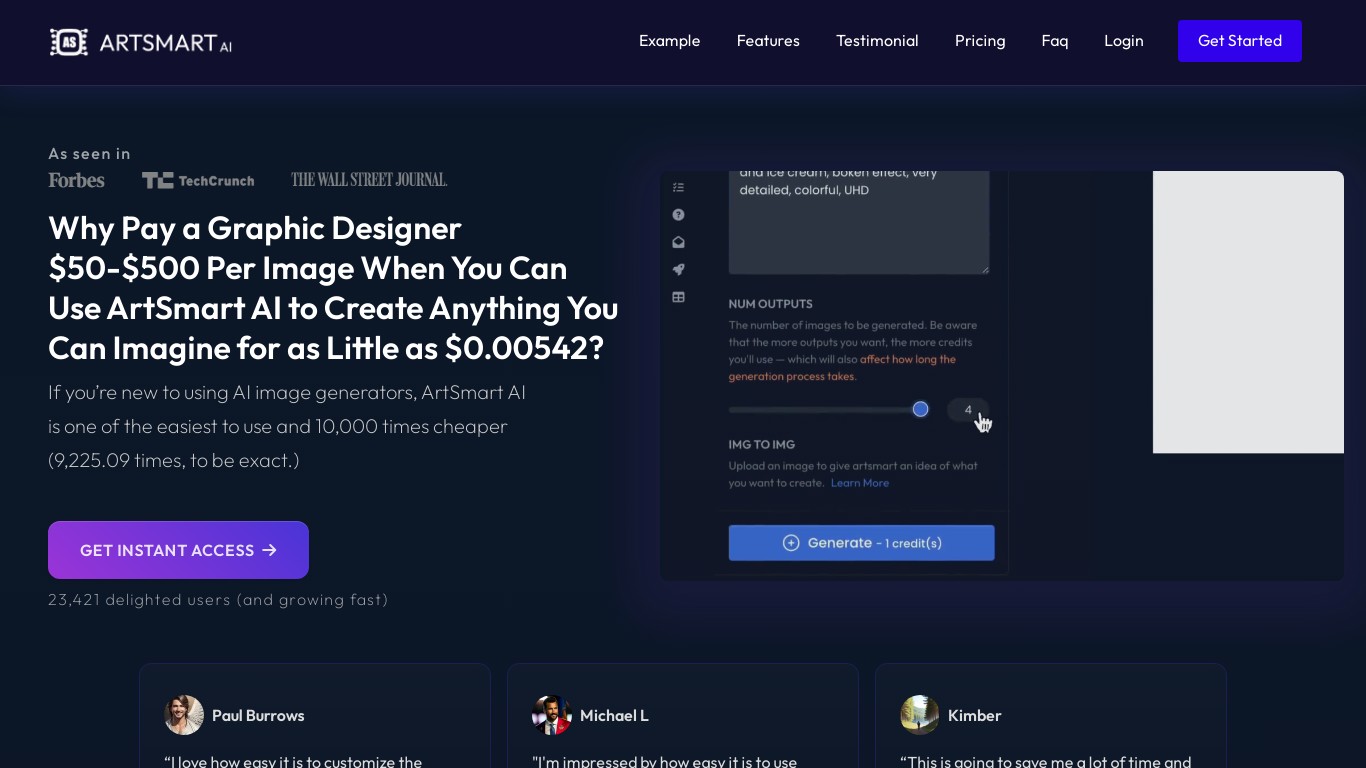 AS ARTSMART AI
Example
Features
Testimonial
Pricing
Faq
Login
Get Started
As seen in
Forbes
TC TechCrunch
THE WALL STREET JOURNAL.
Why Pay a Graphic Designer
$50-$500 Per Image When You Can
Use ArtSmart AI to Create Anything You
Can Imagine for as Little as $0.00542?
If you’re new to using AI image generators, ArtSmart AI
is one of the easiest to use and 10,000 times cheaper
(9,225.09 times, to be exact.)
GET INSTANT ACCESS →
23,421 delighted users (and growing fast)
and ice cream, bokeh effect, very
detailed, colorful, UHD
NUM OUTPUTS
The number of images to be generated. Be aware
that the more outputs you want, the more credits
you'll use — which will also affect how long the
generation process takes.
4
IMG TO IMG
Upload an image to give artsmart an idea of what
you want to create. Learn More
Generate - 1 credit(s)
Paul Burrows
“I love how easy it is to customize the
Michael L
"I'm impressed by how easy it is to use
Kimber
“This is going to save me a lot of time and